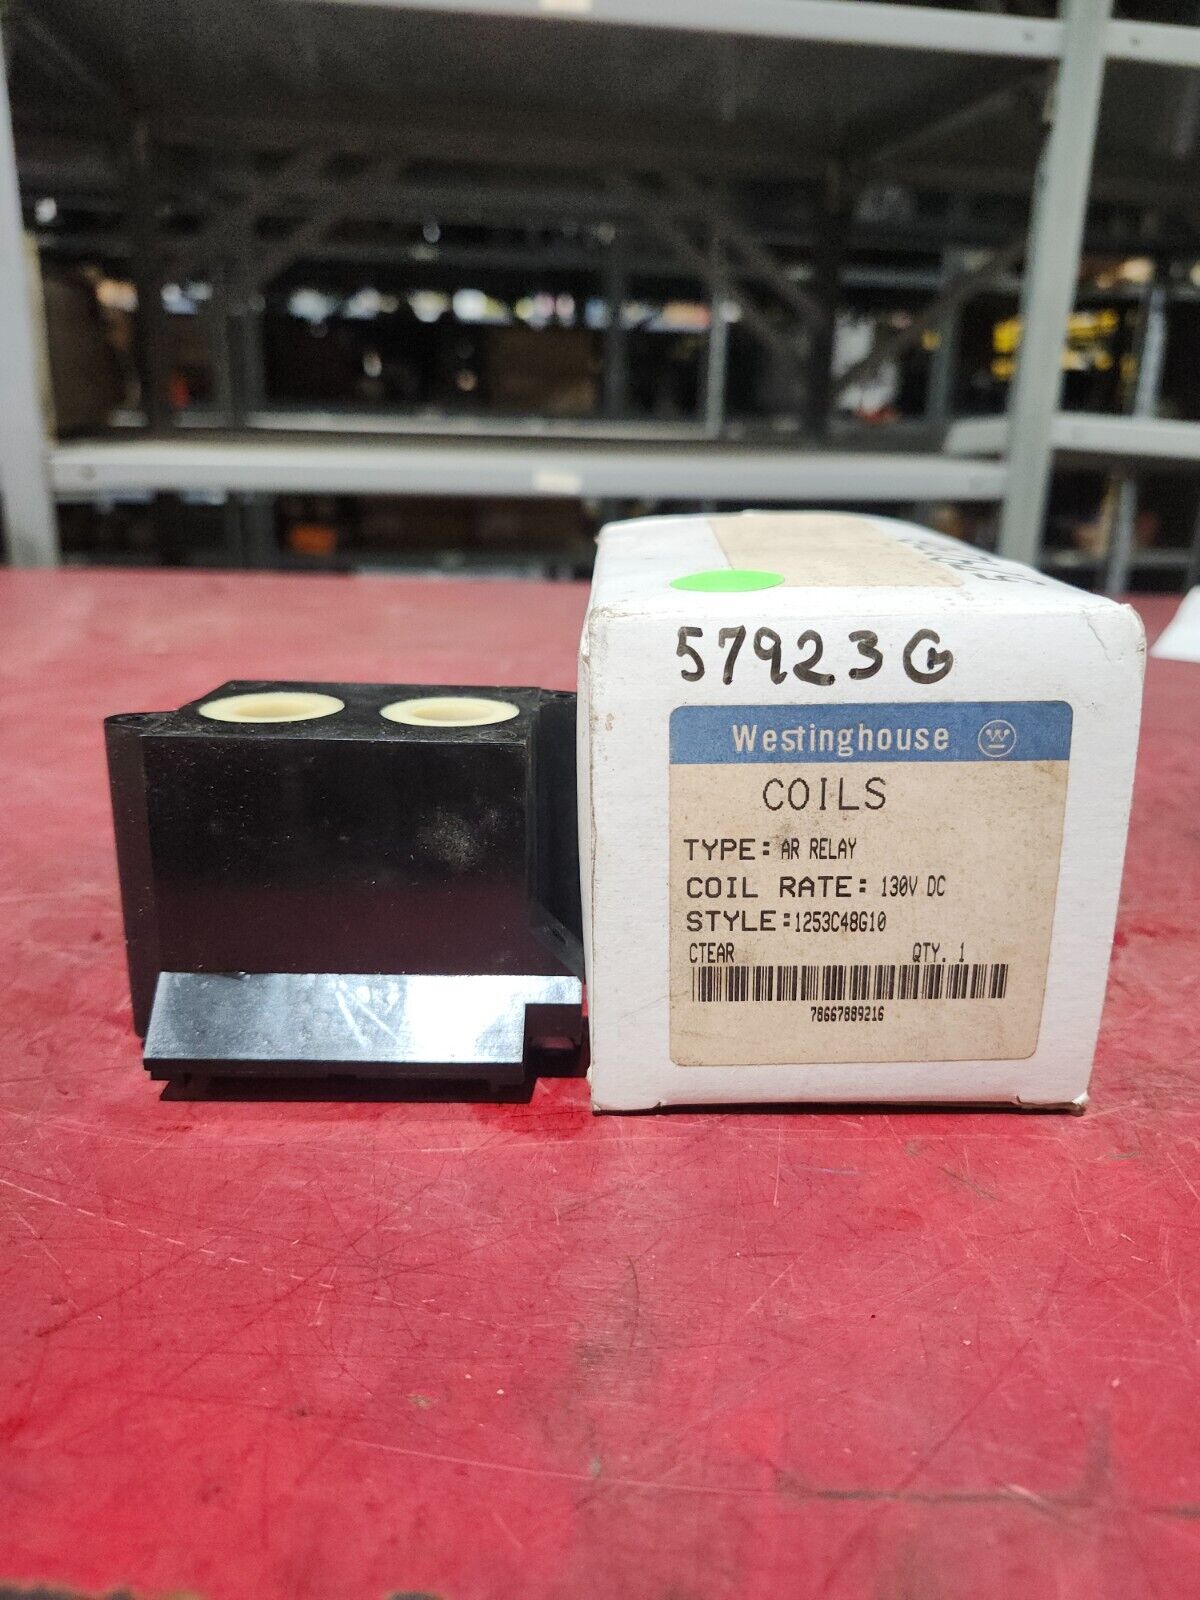 57923G
Westinghouse W
COILS
TYPE: AR RELAY
COIL RATE: 130V DC
STYLE:1253C48G10
CTEAR QTY. 1
78667889216